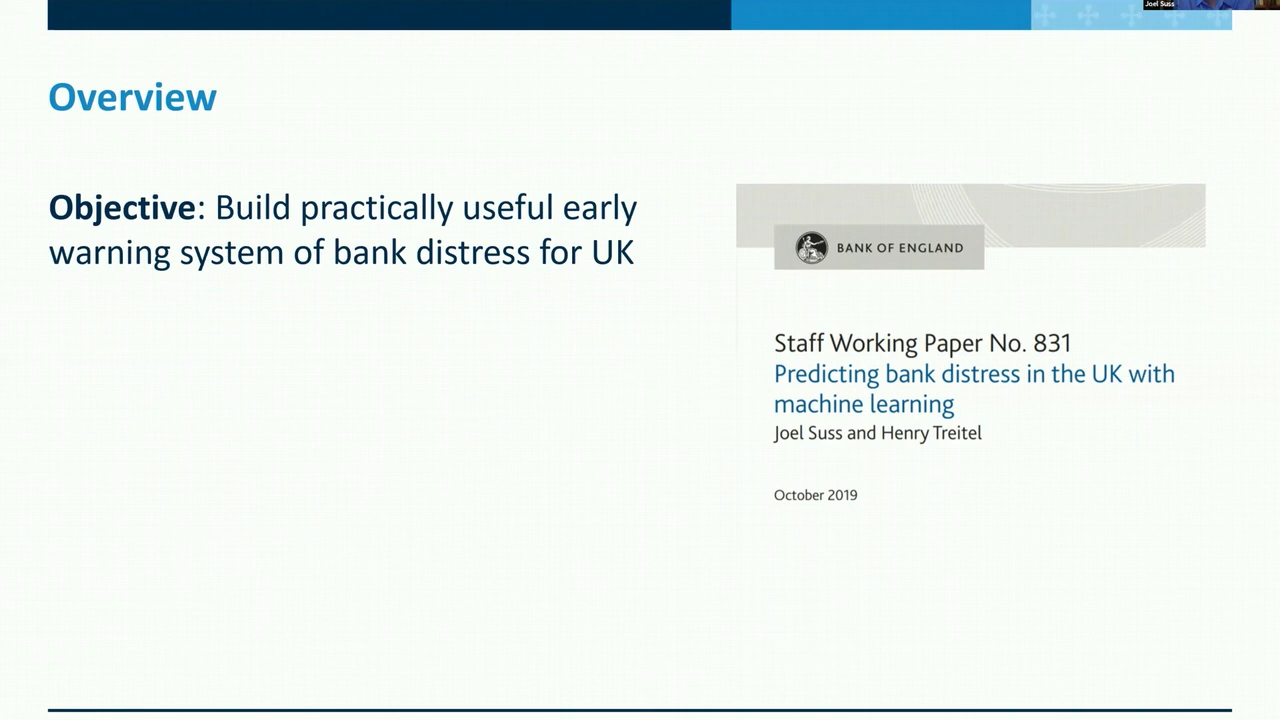 Joel Suss
Overview
Objective: Build practically useful early
warning system of bank distress for UK
BANK OF ENGLAND
Staff Working Paper No. 831
Predicting bank distress in the UK with
machine learning
Joel Suss and Henry Treitel
October 2019